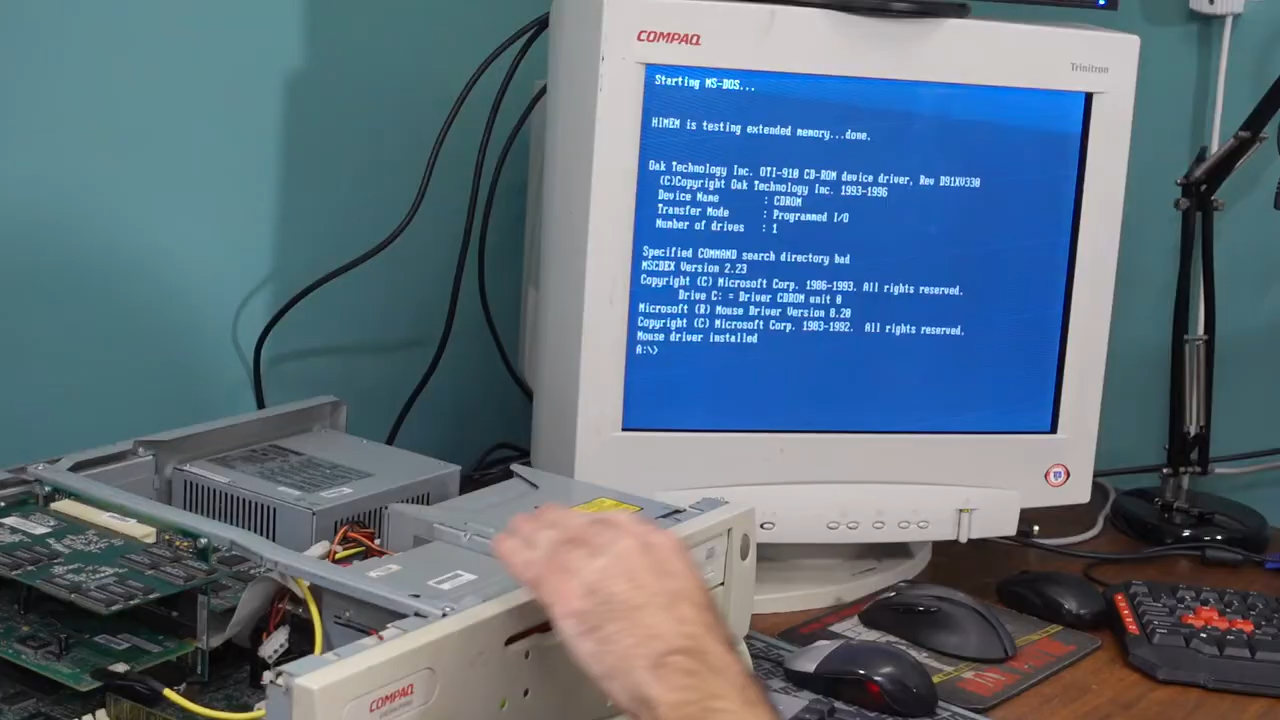 COMPAQ
Trinitron
Starting MS-DOS...
HIMEM is testing extended memory...done.
Oak Technology Inc. OTI-910 CD-ROM device driver, Rev D91XV330
(C)Copyright Oak Technology Inc. 1993-1996
Device Name : CDROM
Transfer Mode : Programmed I/O
Number of drives : 1
Specified COMMAND search directory bad
MSCDEX Version 2.23
Copyright (C) Microsoft Corp. 1986-1993. All rights reserved.
Drive C: = Driver CDROM unit 0
Microsoft (R) Mouse Driver Version 8.20
Copyright (C) Microsoft Corp. 1983-1992. All rights reserved.
Mouse driver installed
A:\>
COMPAQ